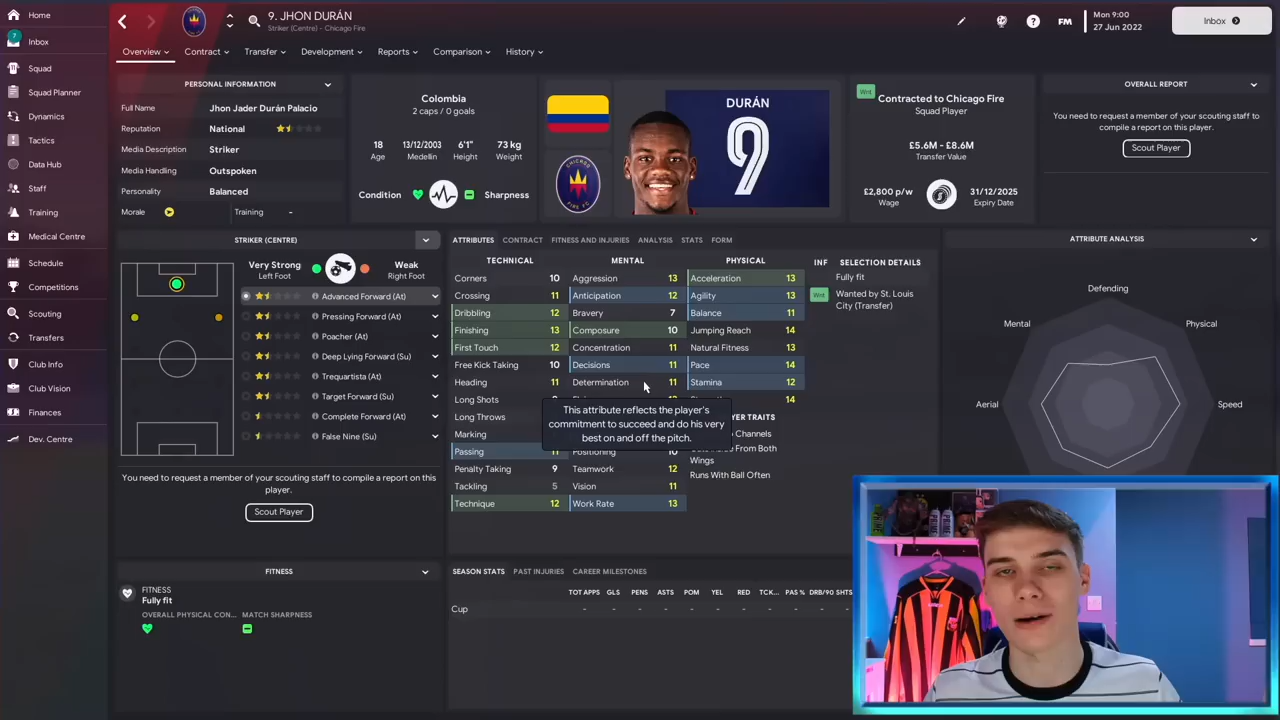 Home
Inbox
Squad
Squad Planner
Dynamics
Tactics
Data Hub
Staff
Training
Medical Centre
Schedule
Competitions
Scouting
Transfers
Club Info
Club Vision
Finances
Dev. Centre
9. JHON DURÁN
Striker (Centre) - Chicago Fire
FM
Mon 9:00
27 Jun 2022
Inbox
Overview
Contract
Transfer
Development
Reports
Comparison
History
PERSONAL INFORMATION
Full Name Jhon Jader Durán Palacio
Reputation National
Media Description Striker
Media Handling Outspoken
Personality Balanced
Morale Training -
Colombia
2 caps / 0 goals
18 13/12/2003 6'1" 73 kg
Age Medellin Height Weight
Condition Sharpness
DURÁN
9
Wnt Contracted to Chicago Fire
Squad Player
£5.6M - £8.6M
Transfer Value
£2,800 p/w 31/12/2025
Wage Expiry Date
OVERALL REPORT
You need to request a member of your scouting staff to
compile a report on this player.
Scout Player
STRIKER (CENTRE)
Very Strong Weak
Left Foot Right Foot
Advanced Forward (At)
Pressing Forward (At)
Poacher (At)
Deep Lying Forward (Su)
Trequartista (At)
Target Forward (Su)
Complete Forward (At)
False Nine (Su)
You need to request a member of your scouting staff to compile a report on this
player.
Scout Player
ATTRIBUTES CONTRACT FITNESS AND INJURIES ANALYSIS STATS FORM
TECHNICAL MENTAL PHYSICAL INF SELECTION DETAILS
Corners 10 Aggression 13 Acceleration 13 Fully fit
Crossing 11 Anticipation 12 Agility 13 Wnt Wanted by St. Louis
City (Transfer)
Dribbling 12 Bravery 7 Balance 11
Finishing 13 Composure 10 Jumping Reach 14
First Touch 12 Concentration 11 Natural Fitness 13
Free Kick Taking 10 Decisions 11 Pace 14
Heading 11 Determination 11 Stamina 12
Long Shots 14
Long Throws
Marking
Passing 11 Positioning 10
Penalty Taking 9 Teamwork 12
Tackling 5 Vision 11
Technique 12 Work Rate 13
This attribute reflects the player's
commitment to succeed and do his very
best on and off the pitch.
Channels
From Both
Wings
Runs With Ball Often
ATTRIBUTE ANALYSIS
Defending
Mental Physical
Aerial Speed
FITNESS
FITNESS
Fully fit
OVERALL PHYSICAL CON... MATCH SHARPNESS
SEASON STATS PAST INJURIES CAREER MILESTONES
TOT APPS GLS PENS ASTS POM YEL RED TCK... PAS % DRB/90 SHTS
Cup - - - - - - - - - -